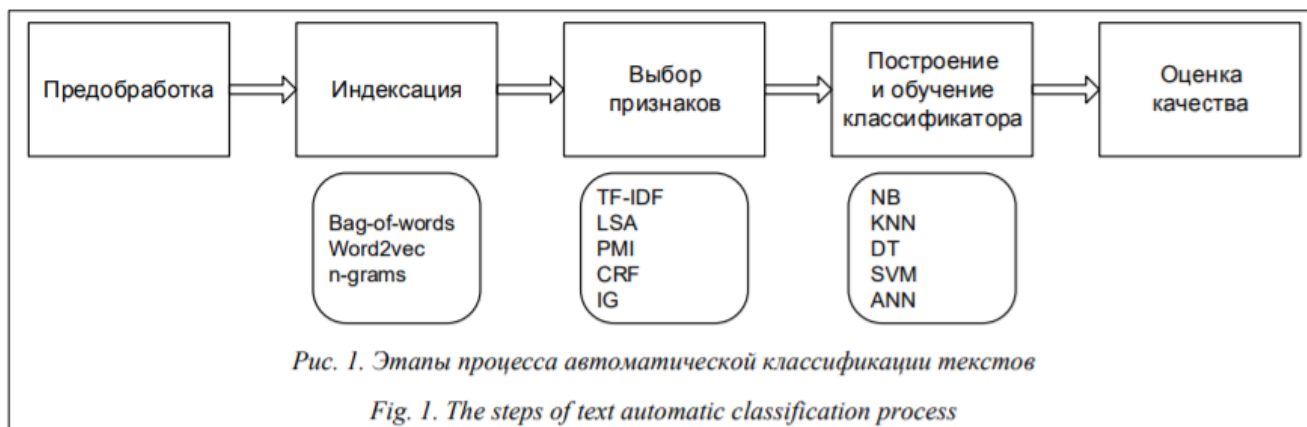 Предобработка
Индексация
Выбор
признаков
Построение
и обучение
классификатора
Оценка
качества
Bag-of-words
Word2vec
n-grams
TF-IDF
LSA
PMI
CRF
IG
NB
KNN
DT
SVM
ANN
Рис. 1. Этапы процесса автоматической классификации текстов
Fig. 1. The steps of text automatic classification process